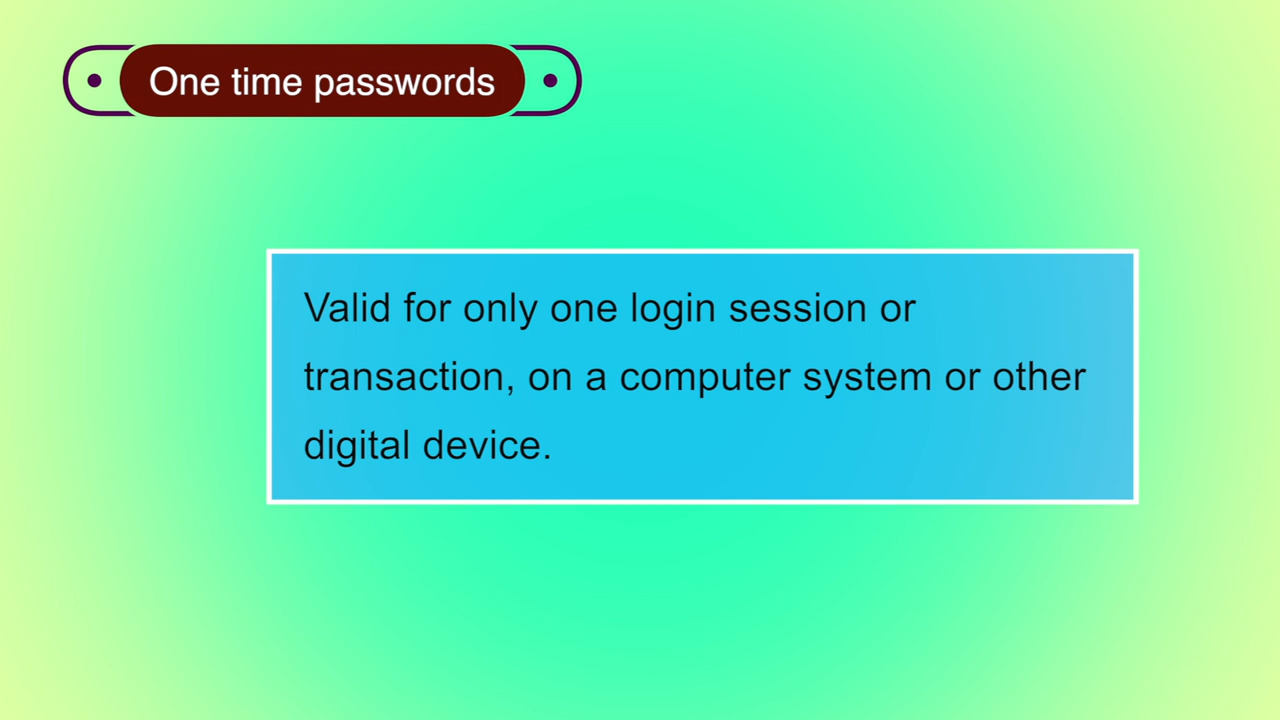 One time passwords
Valid for only one login session or
transaction, on a computer system or other
digital device.